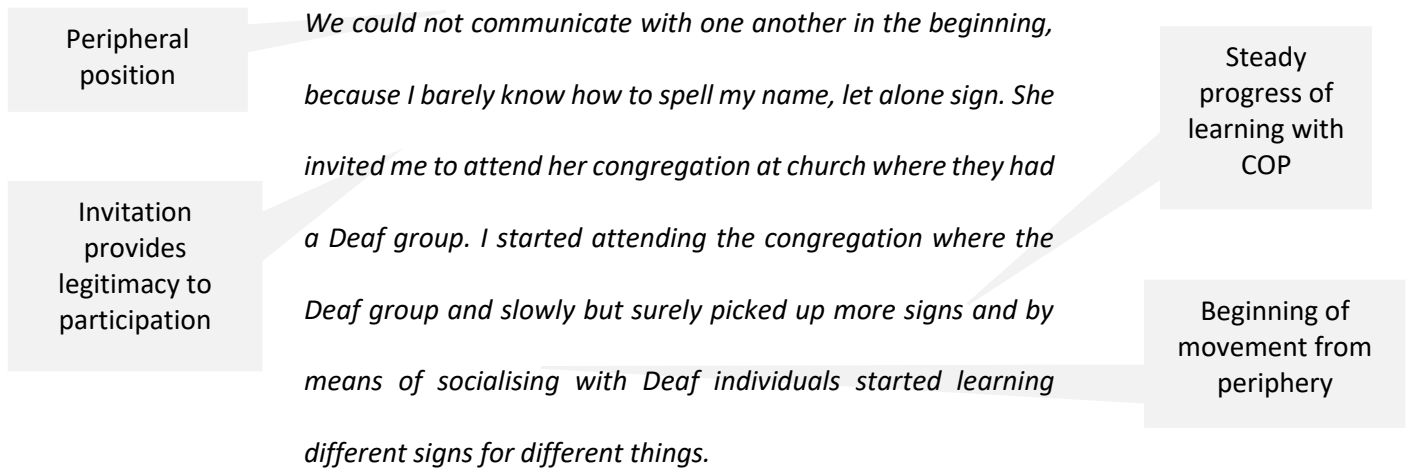 Peripheral
position
Invitation
provides
legitimacy to
participation
We could not communicate with one another in the beginning,
because I barely know how to spell my name, let alone sign. She
invited me to attend her congregation at church where they had
a Deaf group. I started attending the congregation where the
Deaf group and slowly but surely picked up more signs and by
means of socialising with Deaf individuals started learning
different signs for different things.
Steady
progress of
learning with
COP
Beginning of
movement from
periphery